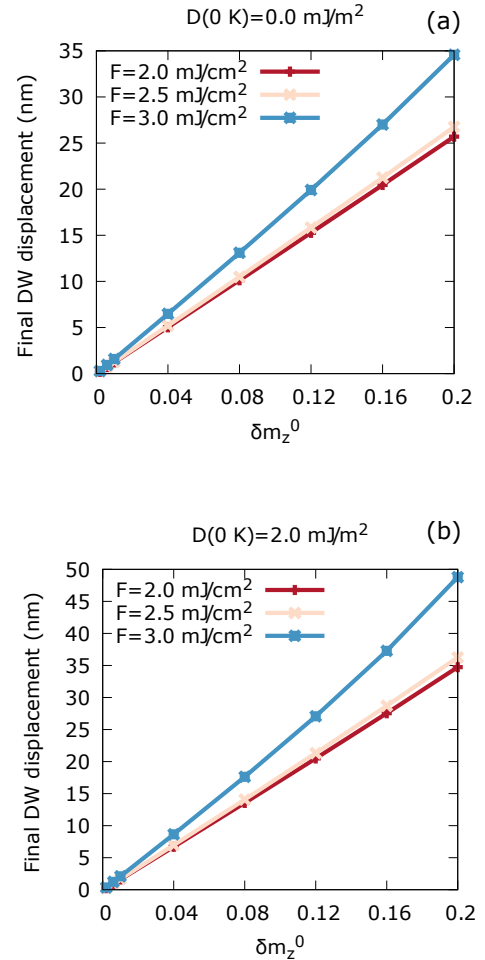 D(0 K)=0.0 mJ/m²
(a)
F=2.0 mJ/cm²
F=2.5 mJ/cm²
F=3.0 mJ/cm²
Final DW displacement (nm)
35
30
25
20
15
10
5
0
0 0.04 0.08 0.12 0.16 0.2
δm_z⁰
D(0 K)=2.0 mJ/m²
(b)
F=2.0 mJ/cm²
F=2.5 mJ/cm²
F=3.0 mJ/cm²
Final DW displacement (nm)
50
45
40
35
30
25
20
15
10
5
0
0 0.04 0.08 0.12 0.16 0.2
δm_z⁰